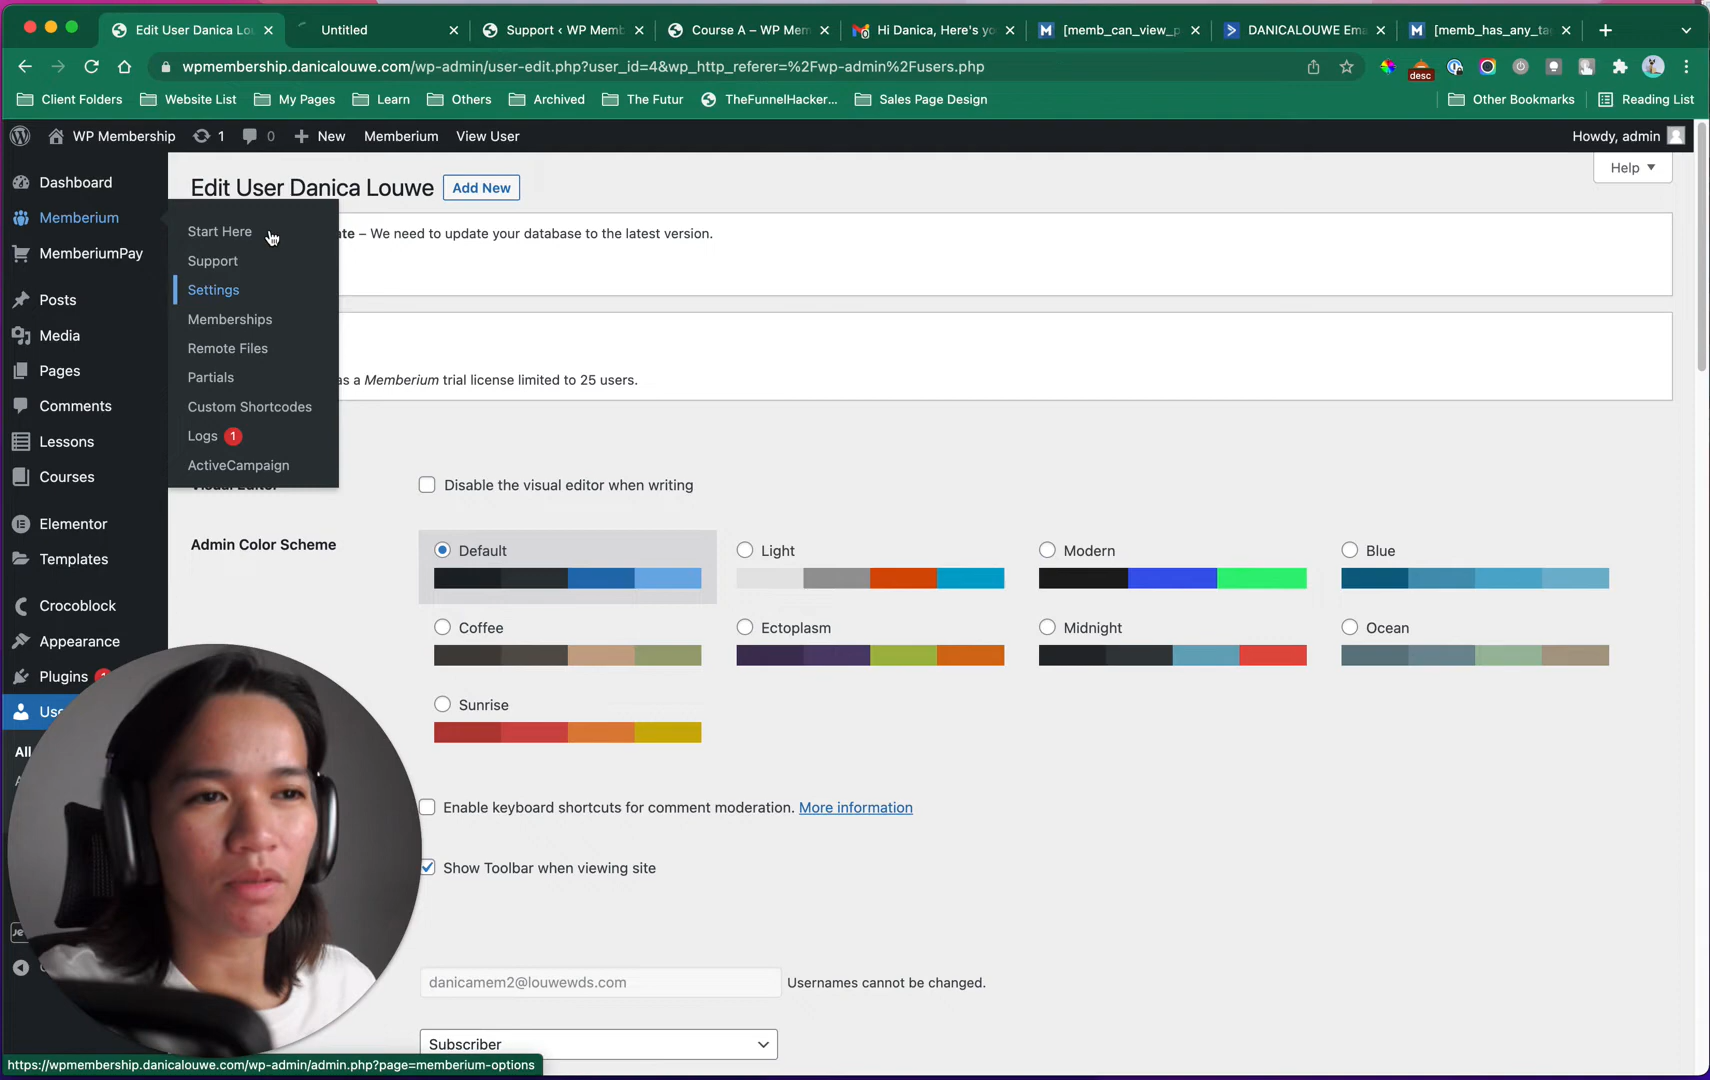 Edit User Danica Lo
Untitled
Support ‹ WP Memb
Course A – WP Mem
Hi Danica, Here's yo
[memb_can_view_p
DANICALOUWE Ema
[memb_has_any_ta
wpmembership.danicalouwe.com/wp-admin/user-edit.php?user_id=4&wp_http_referer=%2Fwp-admin%2Fusers.php
desc
Client Folders
Website List
My Pages
Learn
Others
Archived
The Futur
TheFunnelHacker...
Sales Page Design
Other Bookmarks
Reading List
WP Membership
1
0
New
Memberium
View User
Howdy, admin
Dashboard
Memberium
MemberiumPay
Posts
Media
Pages
Comments
Lessons
Courses
Elementor
Templates
Crocoblock
Appearance
Plugins
Use
All
Start Here
Support
Settings
Memberships
Remote Files
Partials
Custom Shortcodes
Logs 1
ActiveCampaign
Help
Edit User Danica Louwe
Add New
ate – We need to update your database to the latest version.
as a Memberium trial license limited to 25 users.
Disable the visual editor when writing
Admin Color Scheme
Default
Light
Modern
Blue
Coffee
Ectoplasm
Midnight
Ocean
Sunrise
Enable keyboard shortcuts for comment moderation. More information
Show Toolbar when viewing site
danicamem2@louwewds.com
Usernames cannot be changed.
Subscriber
https://wpmembership.danicalouwe.com/wp-admin/admin.php?page=memberium-options